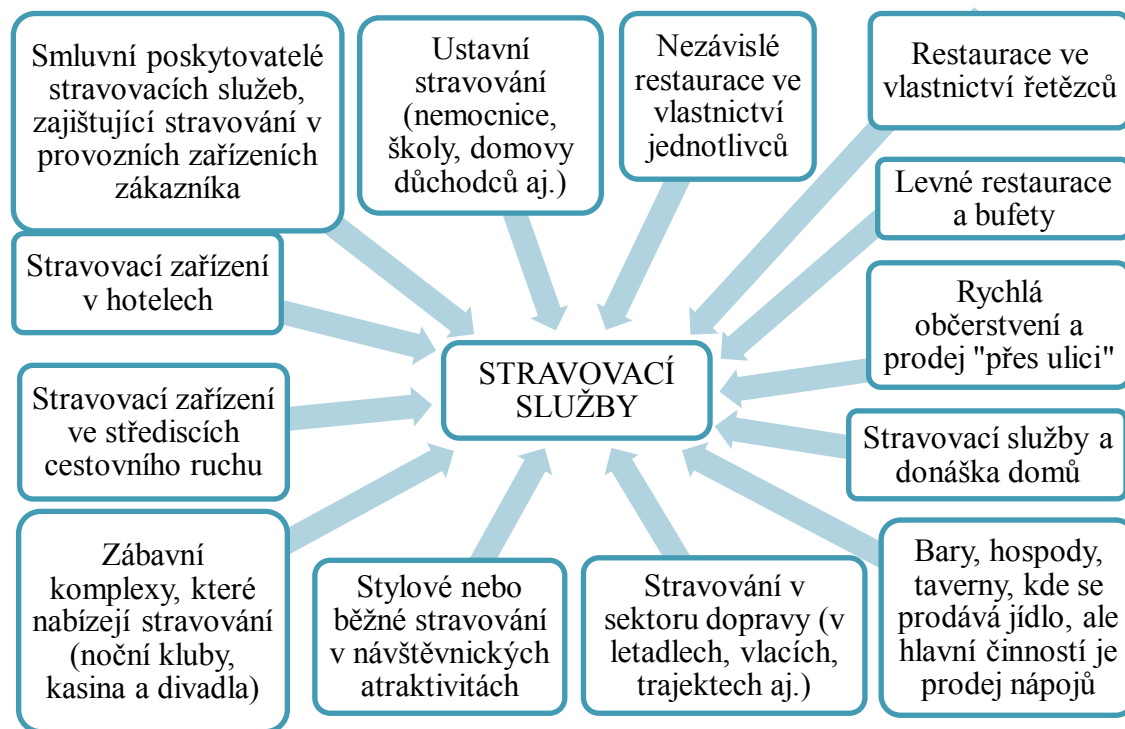 Smluvní poskytovatelé
stravovacích služeb,
zajištující stravování v
provozních zařízeních
zákazníka
Ustavní
stravování
(nemocnice,
školy, domovy
důchodců aj.)
Nezávislé
restaurace ve
vlastnictví
jednotlivců
Restaurace ve
vlastnictví řetězců
Levné restaurace
a bufety
Stravovací zařízení
v hotelech
Rychlá
občerstvení a
prodej "přes ulici"
STRAVOVACÍ
SLUŽBY
Stravovací zařízení
ve střediscích
cestovního ruchu
Stravovací služby a
donáška domů
Zábavní
komplexy, které
nabízejí stravování
(noční kluby,
kasina a divadla)
Stylové nebo
běžné stravování
v návštěvnických
atraktivitách
Stravování v
sektoru dopravy (v
letadlech, vlacích,
trajektech aj.)
Bary, hospody,
taverny, kde se
prodává jídlo, ale
hlavní činností je
prodej nápojů